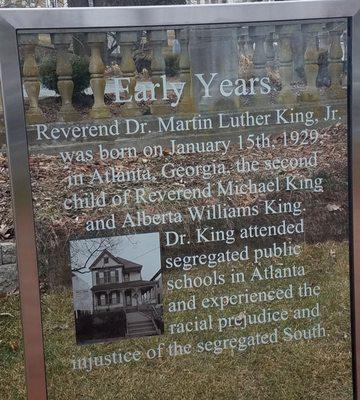 Early Years
Reverend Dr. Martin Luther King, Jr.
was born on January 15th, 1929
in Atlanta, Georgia, the second
child of Reverend Michael King
and Alberta Williams King.
Dr. King attended
segregated public
schools in Atlanta
and experienced the
racial prejudice and
injustice of the segregated South.